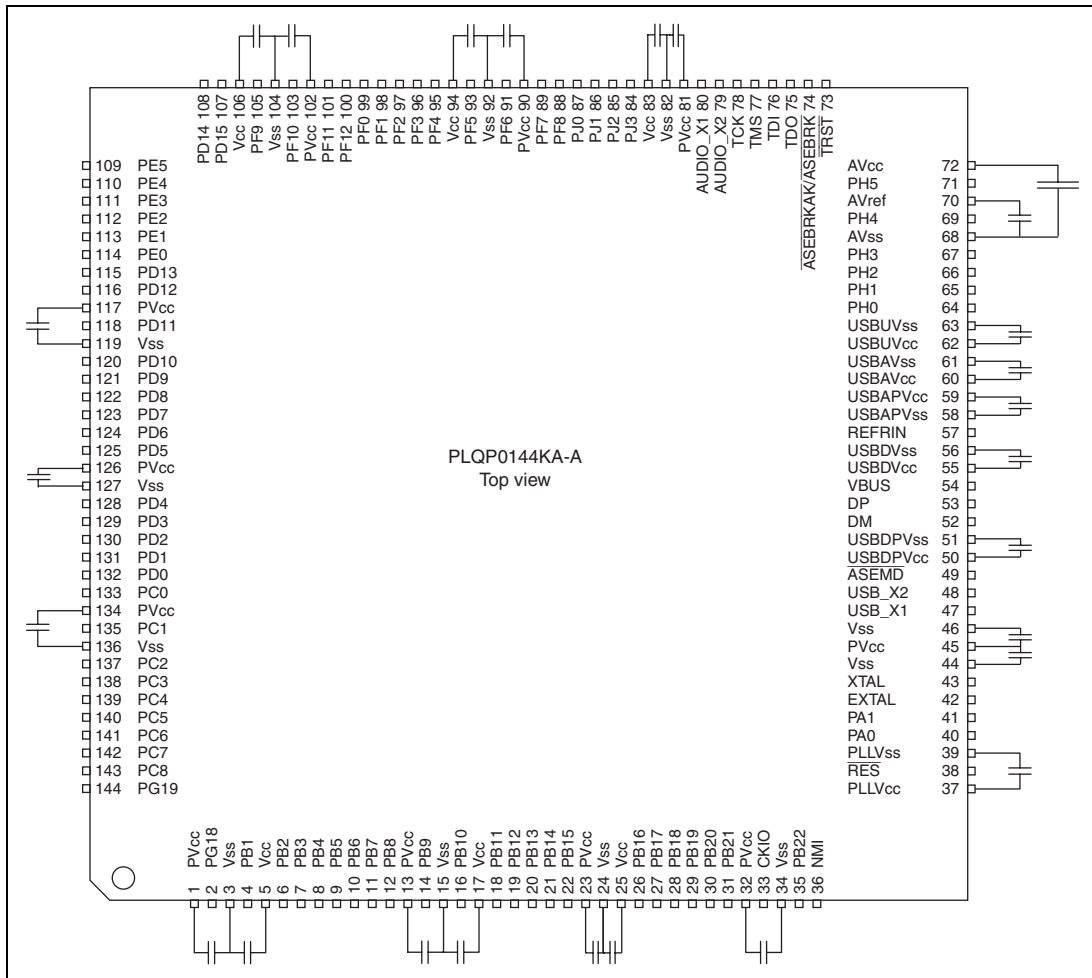 PD14 108
PD15 107
Vcc 106
PF9 105
Vss 104
PF10 103
PVcc 102
PF11 101
PF12 100
PF0 99
PF1 98
PF2 97
PF3 96
PF4 95
Vcc 94
PF5 93
Vss 92
PF6 91
PVcc 90
PF7 89
PF8 88
PJ0 87
PJ1 86
PJ2 85
PJ3 84
Vcc 83
Vss 82
PVcc 81
AUDIO_X1 80
AUDIO_X2 79
TCK 78
TMS 77
TDI 76
TDO 75
ASEBRKAK/ASEBRK 74
TRST 73
109 PE5
110 PE4
111 PE3
112 PE2
113 PE1
114 PE0
115 PD13
116 PD12
117 PVcc
118 PD11
119 Vss
120 PD10
121 PD9
122 PD8
123 PD7
124 PD6
125 PD5
126 PVcc
127 Vss
128 PD4
129 PD3
130 PD2
131 PD1
132 PD0
133 PC0
134 PVcc
135 PC1
136 Vss
137 PC2
138 PC3
139 PC4
140 PC5
141 PC6
142 PC7
143 PC8
144 PG19
PLQP0144KA-A
Top view
AVcc 72
PH5 71
AVref 70
PH4 69
AVss 68
PH3 67
PH2 66
PH1 65
PH0 64
USBUVss 63
USBUVcc 62
USBAVss 61
USBAVcc 60
USBAPVcc 59
USBAPVss 58
REFRIN 57
USBDVss 56
USBDVcc 55
VBUS 54
DP 53
DM 52
USBDPVss 51
USBDPVcc 50
ASEMD 49
USB_X2 48
USB_X1 47
Vss 46
PVcc 45
Vss 44
XTAL 43
EXTAL 42
PA1 41
PA0 40
PLLVss 39
RES 38
PLLVcc 37
1 PVcc
2 PG18
3 Vss
4 PB1
5 Vcc
6 PB2
7 PB3
8 PB4
9 PB5
10 PB6
11 PB7
12 PB8
13 PVcc
14 PB9
15 Vss
16 PB10
17 Vcc
18 PB11
19 PB12
20 PB13
21 PB14
22 PB15
23 PVcc
24 Vss
25 Vcc
26 PB16
27 PB17
28 PB18
29 PB19
30 PB20
31 PB21
32 PVcc
33 CKIO
34 Vss
35 PB22
36 NMI